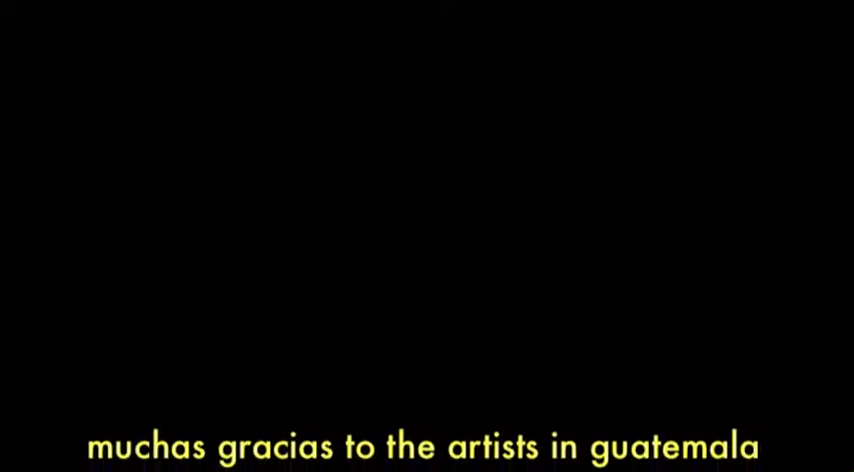 muchas gracias to the artists in guatemala